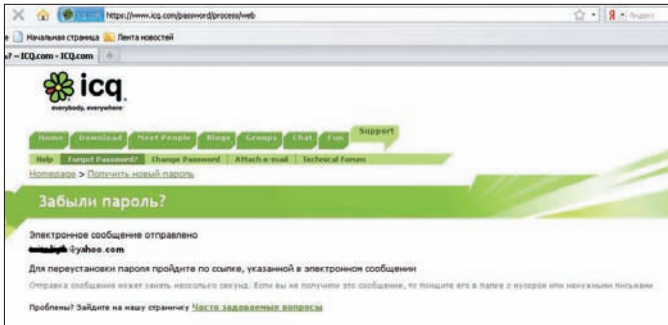 https://www.icq.com/password/process/web
Начальная страница Лента новостей
? — ICQ.com - ICQ.com
icq
everybody, everywhere
Home Download Meet People Blogs Groups Chat Fun Support
Help Forgot Password? Change Password Attach e-mail Technical Forum
Homepage > Получить новый пароль
Забыли пароль?
Электронное сообщение отправлено
@yahoo.com
Для переустановки пароля пройдите по ссылке, указанной в электронном сообщении
Отправка сообщения может занять несколько секунд. Если вы не получили это сообщение, то поищите его в папке с мусором или ненужными письмами
Проблемы? Зайдите на нашу страничку Часто задаваемые вопросы